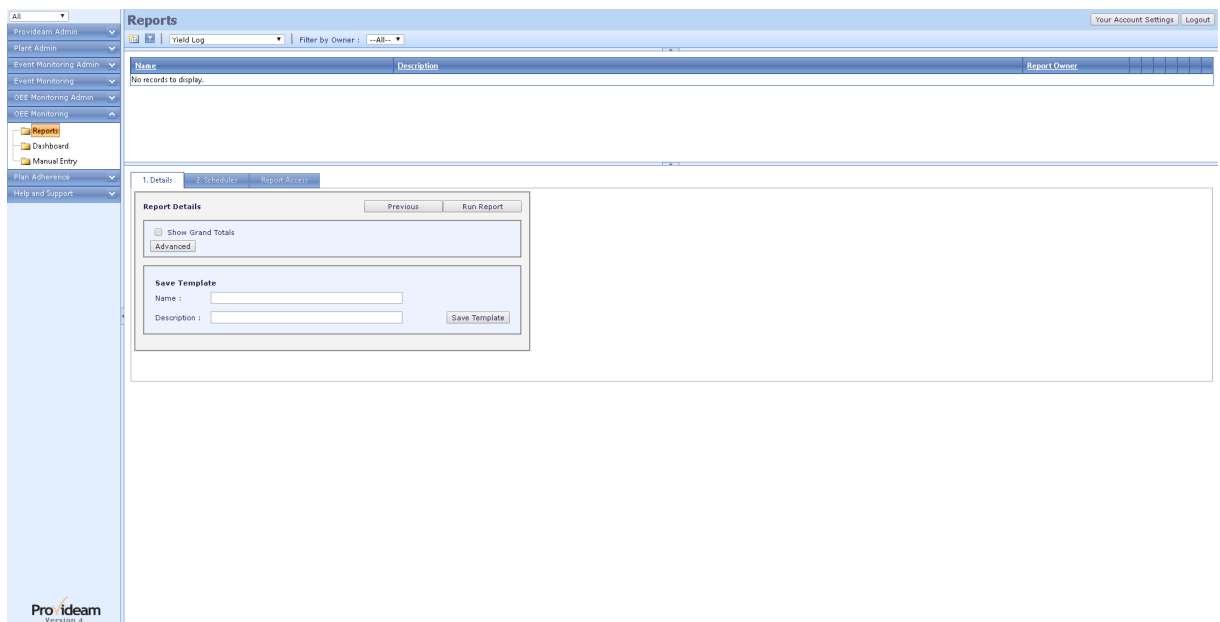 All
Reports
Your Account Settings
Logout
Provideam Admin
Plant Admin
Event Monitoring Admin
Event Monitoring
OEE Monitoring Admin
OEE Monitoring
Reports
Dashboard
Manual Entry
Plan Adherence
Help and Support
Yield Log
Filter by Owner :
--All--
Name
Description
Report Owner
No records to display.
1. Details
2. Schedules
Report Access
Report Details
Previous
Run Report
Show Grand Totals
Advanced
Save Template
Name :
Description :
Save Template
Provideam
Version 4